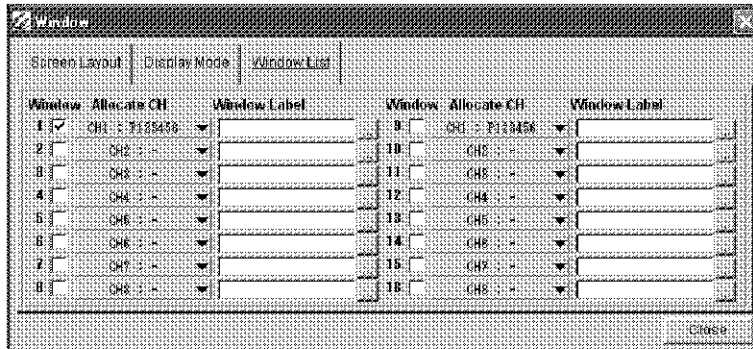 Window
Screen Layout Display Mode Window List
Window Allocate CH Window Label Window Allocate CH Window Label
1 CH1 : P123456 ... 9 CH1 : P123456 ...
2 CH2 : - ... 10 CH2 : - ...
3 CH3 : - ... 11 CH3 : - ...
4 CH4 : - ... 12 CH4 : - ...
5 CH5 : - ... 13 CH5 : - ...
6 CH6 : - ... 14 CH6 : - ...
7 CH7 : - ... 15 CH7 : - ...
8 CH8 : - ... 16 CH8 : - ...
Close